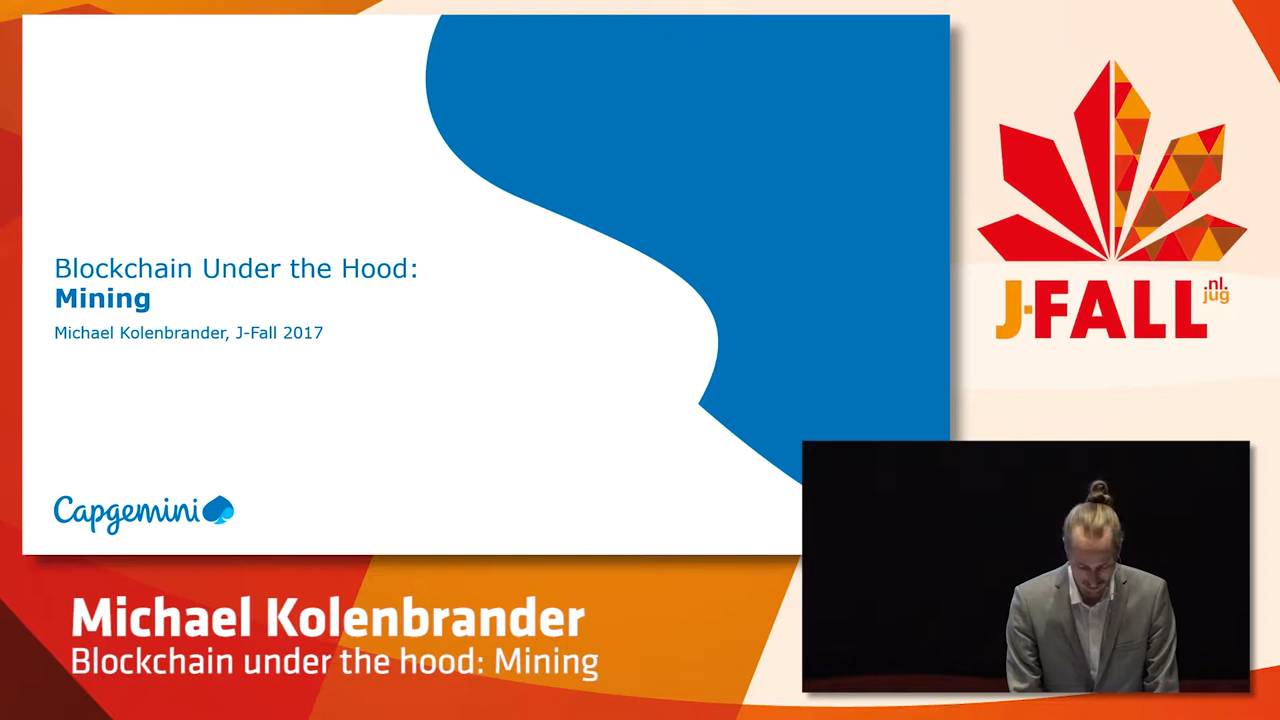 Blockchain Under the Hood:
Mining
Michael Kolenbrander, J-Fall 2017
Capgemini
J-FALL
.nl.
jug
Michael Kolenbrander
Blockchain under the hood: Mining